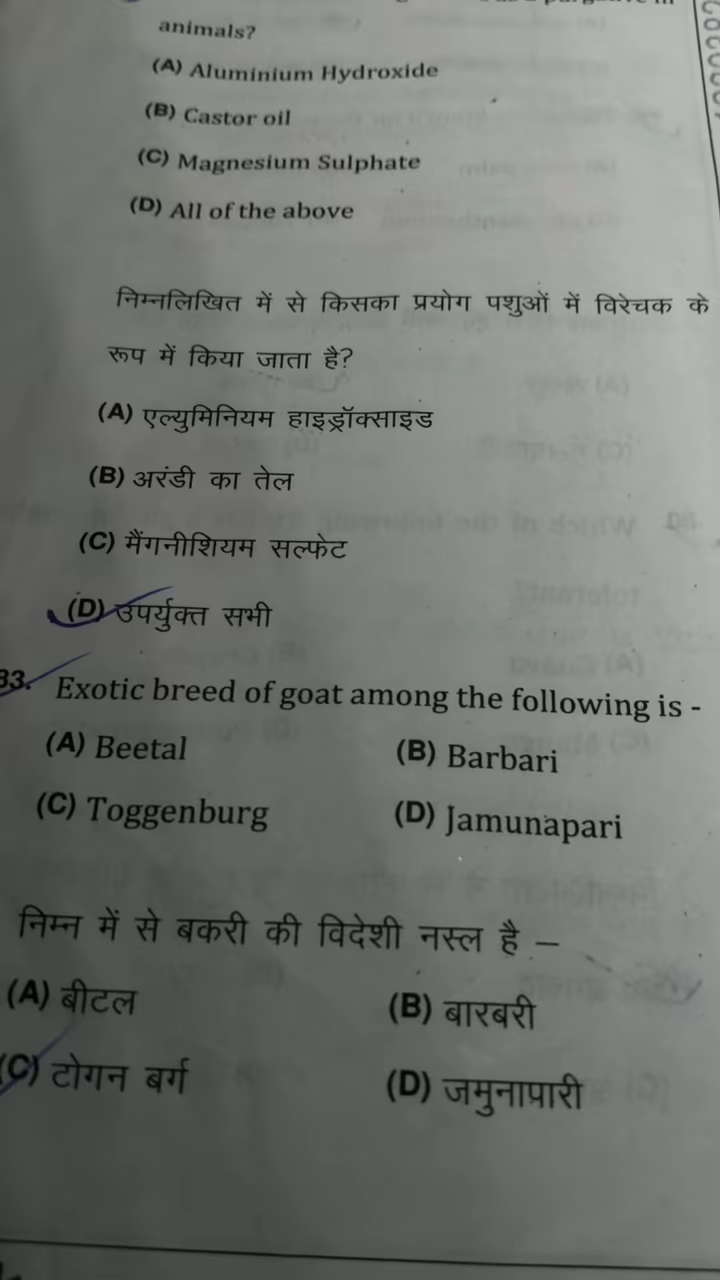 animals?
(A) Aluminium Hydroxide
(B) Castor oil
(C) Magnesium Sulphate
(D) All of the above
निम्नलिखित में से किसका प्रयोग पशुओं में विरेचक के
रूप में किया जाता है?
(A) एल्युमिनियम हाइड्रॉक्साइड
(B) अरंडी का तेल
(C) मैंगनीशियम सल्फेट
(D) उपर्युक्त सभी
33. Exotic breed of goat among the following is -
(A) Beetal (B) Barbari
(C) Toggenburg (D) Jamunapari
निम्न में से बकरी की विदेशी नस्ल है –
(A) बीटल (B) बारबरी
(C) टोगन बर्ग (D) जमुनापारी